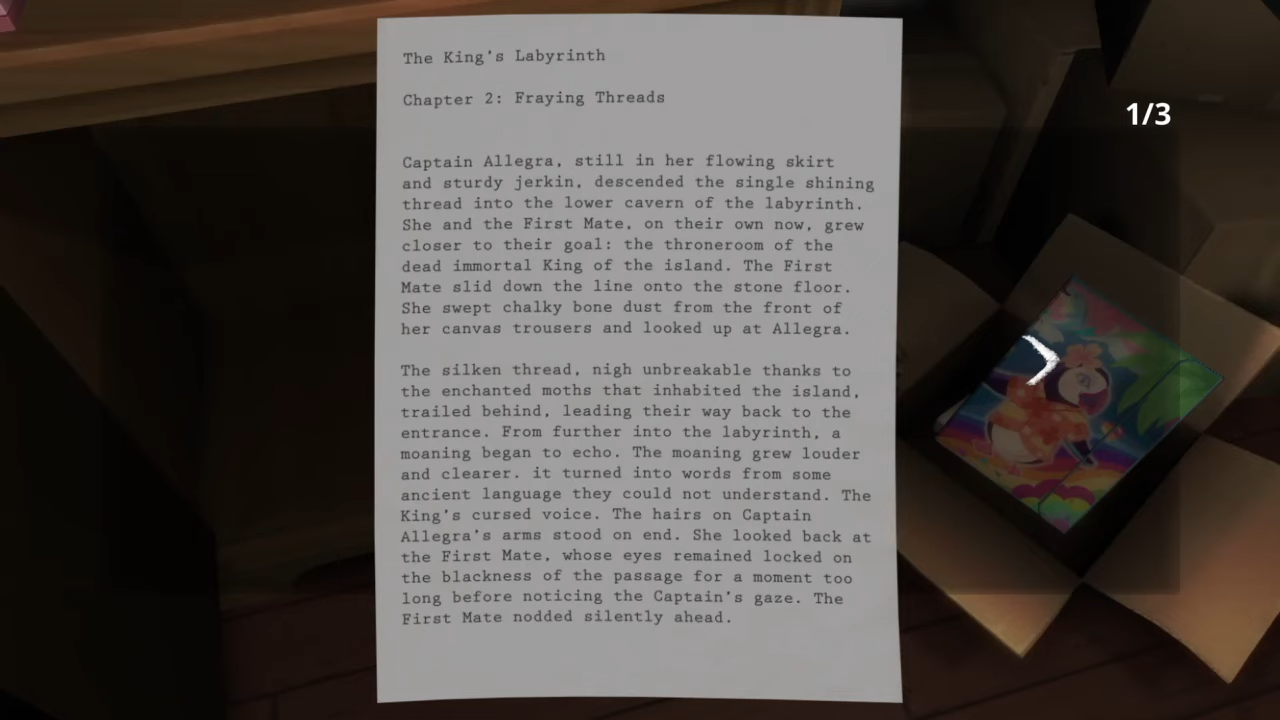 The King's Labyrinth
Chapter 2: Fraying Threads
1/3
Captain Allegra, still in her flowing skirt
and sturdy jerkin, descended the single shining
thread into the lower cavern of the labyrinth.
She and the First Mate, on their own now, grew
closer to their goal: the throneroom of the
dead immortal King of the island. The First
Mate slid down the line onto the stone floor.
She swept chalky bone dust from the front of
her canvas trousers and looked up at Allegra.
The silken thread, nigh unbreakable thanks to
the enchanted moths that inhabited the island,
trailed behind, leading their way back to the
entrance. From further into the labyrinth, a
moaning began to echo. The moaning grew louder
and clearer. it turned into words from some
ancient language they could not understand. The
King's cursed voice. The hairs on Captain
Allegra's arms stood on end. She looked back at
the First Mate, whose eyes remained locked on
the blackness of the passage for a moment too
long before noticing the Captain's gaze. The
First Mate nodded silently ahead.